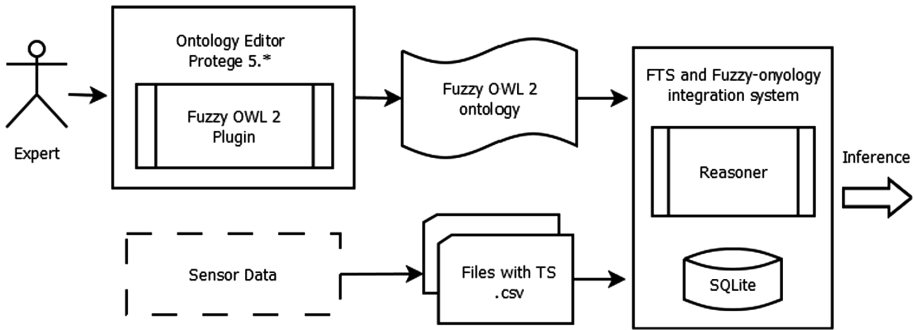 Ontology Editor
Protege 5.*
Fuzzy OWL 2
Plugin
Expert
Fuzzy OWL 2
ontology
FTS and Fuzzy-onyology
integration system
Reasoner
SQLite
Inference
Sensor Data
Files with TS
.csv